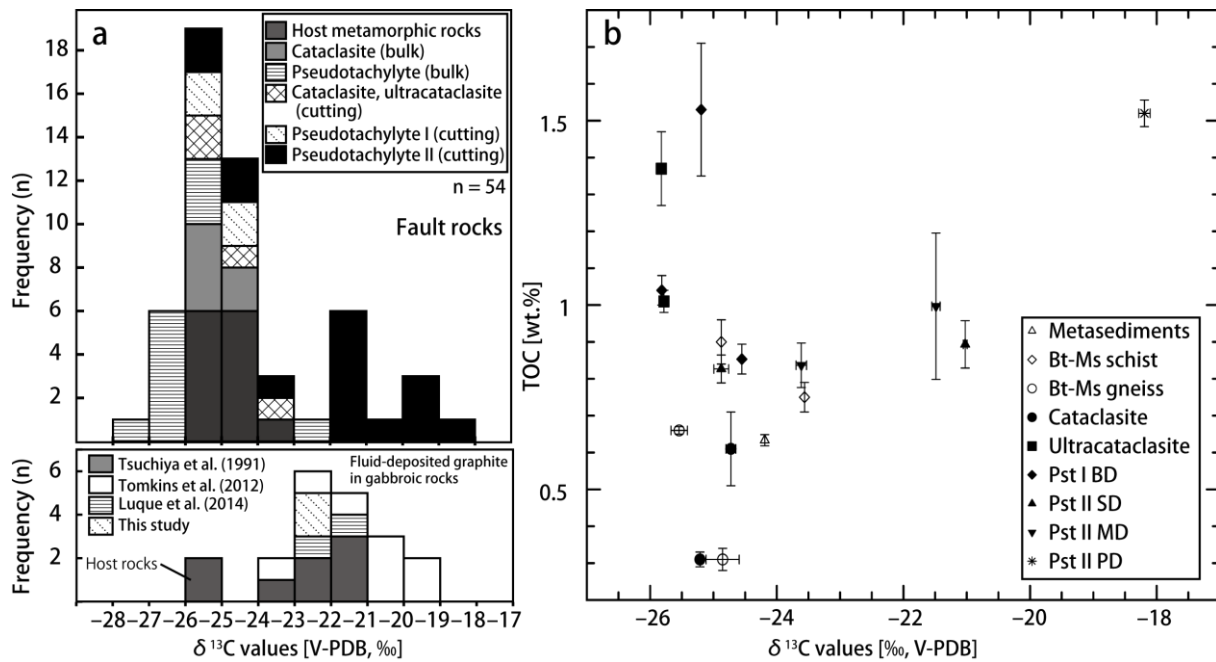 a
Host metamorphic rocks
Cataclasite (bulk)
Pseudotachylyte (bulk)
Cataclasite, ultracataclasite
(cutting)
Pseudotachylyte I (cutting)
Pseudotachylyte II (cutting)
n = 54
Fault rocks
18
16
14
12
10
8
6
4
2
Frequency (n)
Tsuchiya et al. (1991)
Tomkins et al. (2012)
Luque et al. (2014)
This study
Fluid-deposited graphite
in gabbroic rocks
Host rocks
6
4
2
Frequency (n)
−28 −27 −26 −25 −24 −23 −22 −21 −20 −19 −18 −17
δ ¹³C values [V-PDB, ‰]
b
1.5
1
0.5
TOC [wt.%]
Metasediments
Bt-Ms schist
Bt-Ms gneiss
Cataclasite
Ultracataclasite
Pst I BD
Pst II SD
Pst II MD
Pst II PD
−26 −24 −22 −20 −18
δ ¹³C values [‰, V-PDB]